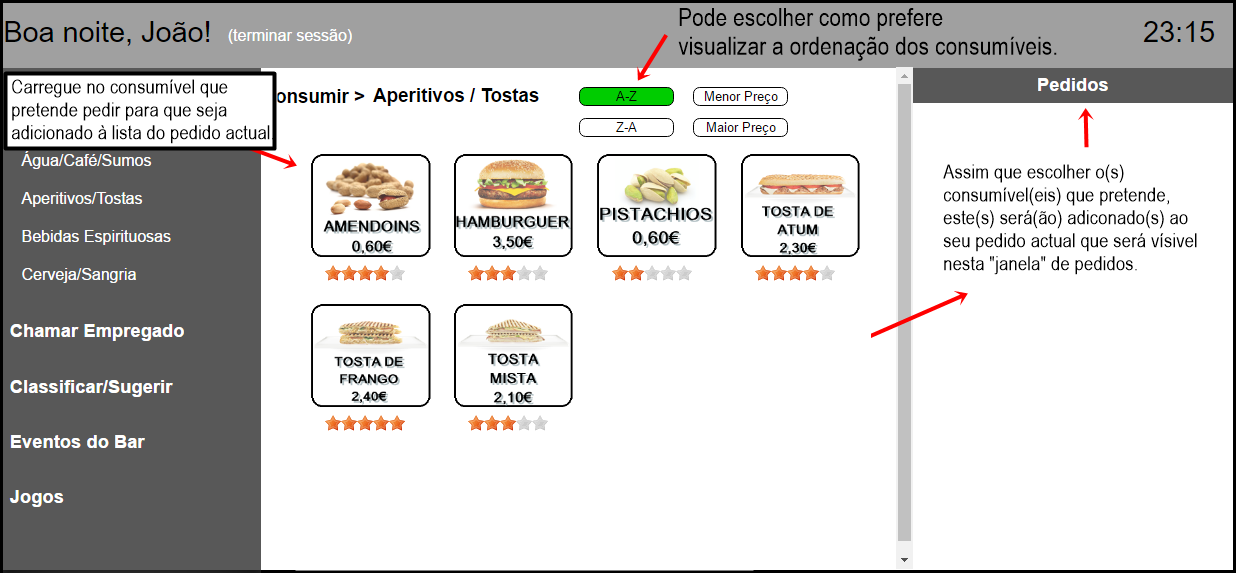 Boa noite, João! (terminar sessão)
Pode escolher como prefere
visualizar a ordenação dos consumíveis.
23:15
Carregue no consumível que
pretende pedir para que seja
adicionado à lista do pedido actual.
onsumir > Aperitivos / Tostas
A-Z
Menor Preço
Z-A
Maior Preço
Pedidos
Água/Café/Sumos
Aperitivos/Tostas
Bebidas Espirituosas
Cerveja/Sangria
Chamar Empregado
Classificar/Sugerir
Eventos do Bar
Jogos
AMENDOINS
0,60€
HAMBURGUER
3,50€
PISTACHIOS
0,60€
TOSTA DE
ATUM
2,30€
TOSTA DE
FRANGO
2,40€
TOSTA
MISTA
2,10€
Assim que escolher o(s)
consumível(eis) que pretende,
este(s) será(ão) adiconado(s) ao
seu pedido actual que será vísivel
nesta "janela" de pedidos.